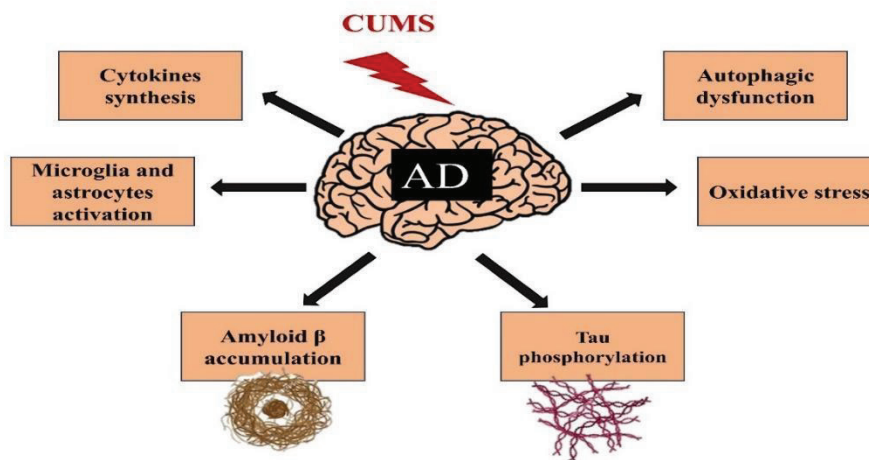 CUMS
Cytokines
synthesis
Autophagic
dysfunction
AD
Microglia and
astrocytes
activation
Oxidative stress
Amyloid β
accumulation
Tau
phosphorylation